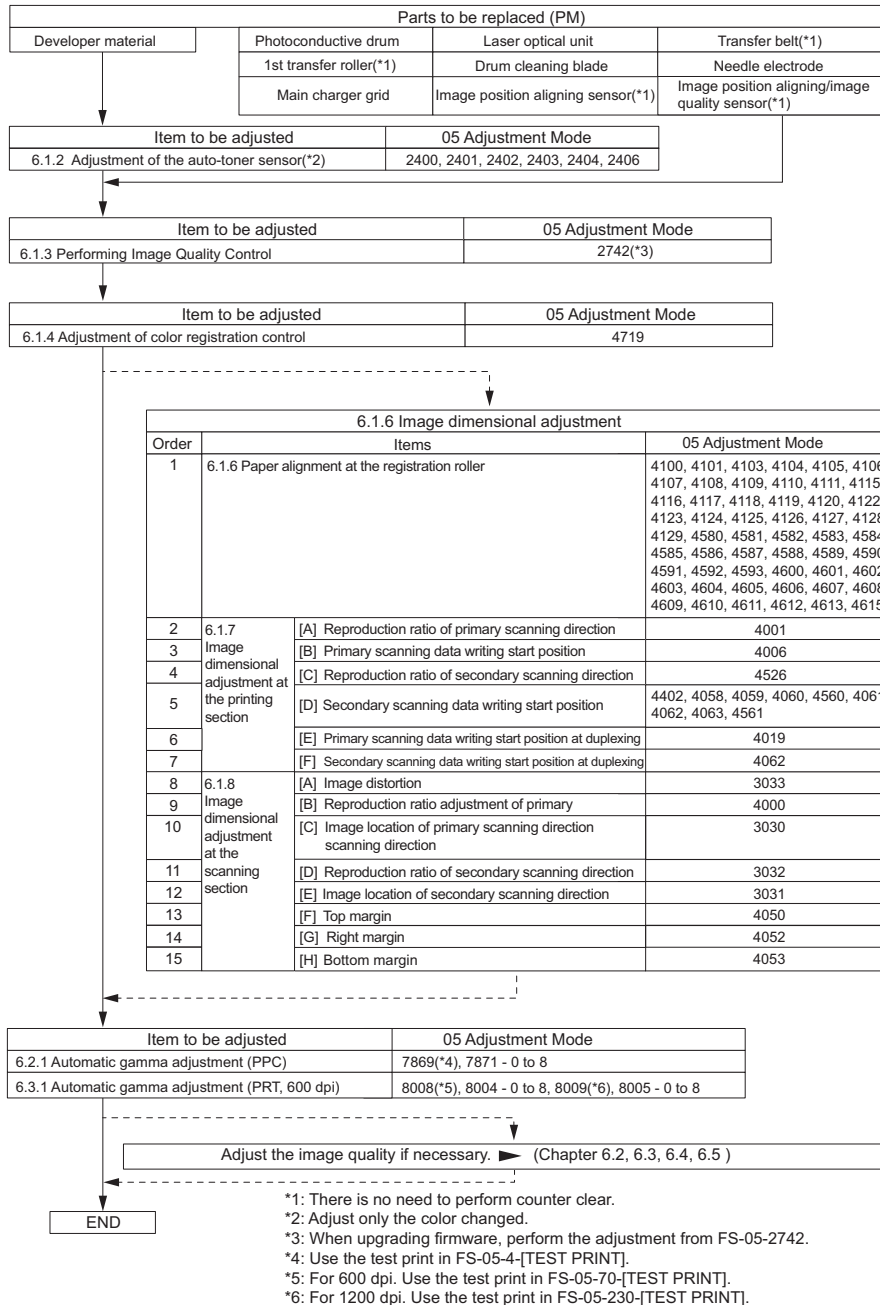 Parts to be replaced (PM)
Developer material
Photoconductive drum
Laser optical unit
Transfer belt(*1)
1st transfer roller(*1)
Drum cleaning blade
Needle electrode
Main charger grid
Image position aligning sensor(*1)
Image position aligning/image
quality sensor(*1)
Item to be adjusted
05 Adjustment Mode
6.1.2 Adjustment of the auto-toner sensor(*2)
2400, 2401, 2402, 2403, 2404, 2406
Item to be adjusted
05 Adjustment Mode
6.1.3 Performing Image Quality Control
2742(*3)
Item to be adjusted
05 Adjustment Mode
6.1.4 Adjustment of color registration control
4719
6.1.6 Image dimensional adjustment
Order
Items
05 Adjustment Mode
1
6.1.6 Paper alignment at the registration roller
4100, 4101, 4103, 4104, 4105, 4106
4107, 4108, 4109, 4110, 4111, 4115
4116, 4117, 4118, 4119, 4120, 4122
4123, 4124, 4125, 4126, 4127, 4128
4129, 4580, 4581, 4582, 4583, 4584
4585, 4586, 4587, 4588, 4589, 4590
4591, 4592, 4593, 4600, 4601, 4602
4603, 4604, 4605, 4606, 4607, 4608
4609, 4610, 4611, 4612, 4613, 4615
6.1.7
Image
dimensional
adjustment at
the printing
section
2
[A] Reproduction ratio of primary scanning direction
4001
3
[B] Primary scanning data writing start position
4006
4
[C] Reproduction ratio of secondary scanning direction
4526
5
[D] Secondary scanning data writing start position
4402, 4058, 4059, 4060, 4560, 4061
4062, 4063, 4561
6
[E] Primary scanning data writing start position at duplexing
4019
7
[F] Secondary scanning data writing start position at duplexing
4062
6.1.8
Image
dimensional
adjustment
at the
scanning
section
8
[A] Image distortion
3033
9
[B] Reproduction ratio adjustment of primary
4000
10
[C] Image location of primary scanning direction
scanning direction
3030
11
[D] Reproduction ratio of secondary scanning direction
3032
12
[E] Image location of secondary scanning direction
3031
13
[F] Top margin
4050
14
[G] Right margin
4052
15
[H] Bottom margin
4053
Item to be adjusted
05 Adjustment Mode
6.2.1 Automatic gamma adjustment (PPC)
7869(*4), 7871 - 0 to 8
6.3.1 Automatic gamma adjustment (PRT, 600 dpi)
8008(*5), 8004 - 0 to 8, 8009(*6), 8005 - 0 to 8
Adjust the image quality if necessary. ► (Chapter 6.2, 6.3, 6.4, 6.5 )
END
*1: There is no need to perform counter clear.
*2: Adjust only the color changed.
*3: When upgrading firmware, perform the adjustment from FS-05-2742.
*4: Use the test print in FS-05-4-[TEST PRINT].
*5: For 600 dpi. Use the test print in FS-05-70-[TEST PRINT].
*6: For 1200 dpi. Use the test print in FS-05-230-[TEST PRINT].